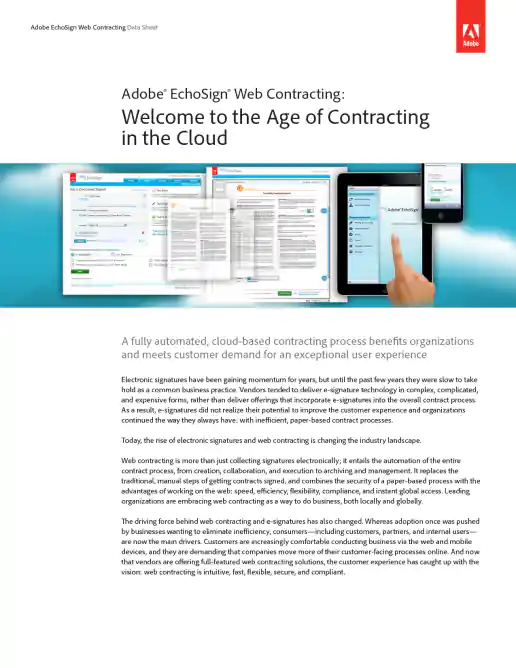 Adobe EchoSign Web Contracting Data Sheet
Adobe
Adobe® EchoSign® Web Contracting:
Welcome to the Age of Contracting
in the Cloud
Adobe® EchoSign®
A fully automated, cloud-based contracting process benefits organizations
and meets customer demand for an exceptional user experience
Electronic signatures have been gaining momentum for years, but until the past few years they were slow to take
hold as a common business practice. Vendors tended to deliver e-signature technology in complex, complicated,
and expensive forms, rather than deliver offerings that incorporate e-signatures into the overall contract process.
As a result, e-signatures did not realize their potential to improve the customer experience and organizations
continued the way they always have: with inefficient, paper-based contract processes.
Today, the rise of electronic signatures and web contracting is changing the industry landscape.
Web contracting is more than just collecting signatures electronically; it entails the automation of the entire
contract process, from creation, collaboration, and execution to archiving and management. It replaces the
traditional, manual steps of getting contracts signed, and combines the security of a paper-based process with the
advantages of working on the web: speed, efficiency, flexibility, compliance, and instant global access. Leading
organizations are embracing web contracting as a way to do business, both locally and globally.
The driving force behind web contracting and e-signatures has also changed. Whereas adoption once was pushed
by businesses wanting to eliminate inefficiency, consumers—including customers, partners, and internal users—
are now the main drivers. Customers are increasingly comfortable conducting business via the web and mobile
devices, and they are demanding that companies move more of their customer-facing processes online. And now
that vendors are offering full-featured web contracting solutions, the customer experience has caught up with the
vision: web contracting is intuitive, fast, flexible, secure, and compliant.